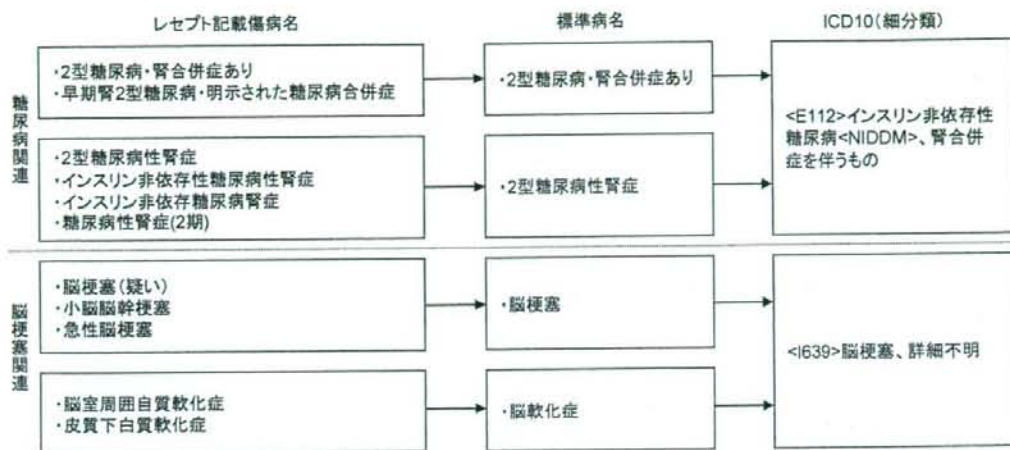 レセプト記載傷病名
標準病名
ICD10(細分類)
糖尿病関連
・2型糖尿病・腎合併症あり
・早期腎2型糖尿病・明示された糖尿病合併症
・2型糖尿病・腎合併症あり
・2型糖尿病性腎症
・インスリン非依存性糖尿病性腎症
・インスリン非依存糖尿病腎症
・糖尿病性腎症(2期)
・2型糖尿病性腎症
<E112>インスリン非依存性
糖尿病<NIDDM>、腎合併
症を伴うもの
脳梗塞関連
・脳梗塞(疑い)
・小脳脳幹梗塞
・急性脳梗塞
・脳梗塞
・脳室周囲自質軟化症
・皮質下白質軟化症
・脳軟化症
<I639>脳梗塞、詳細不明